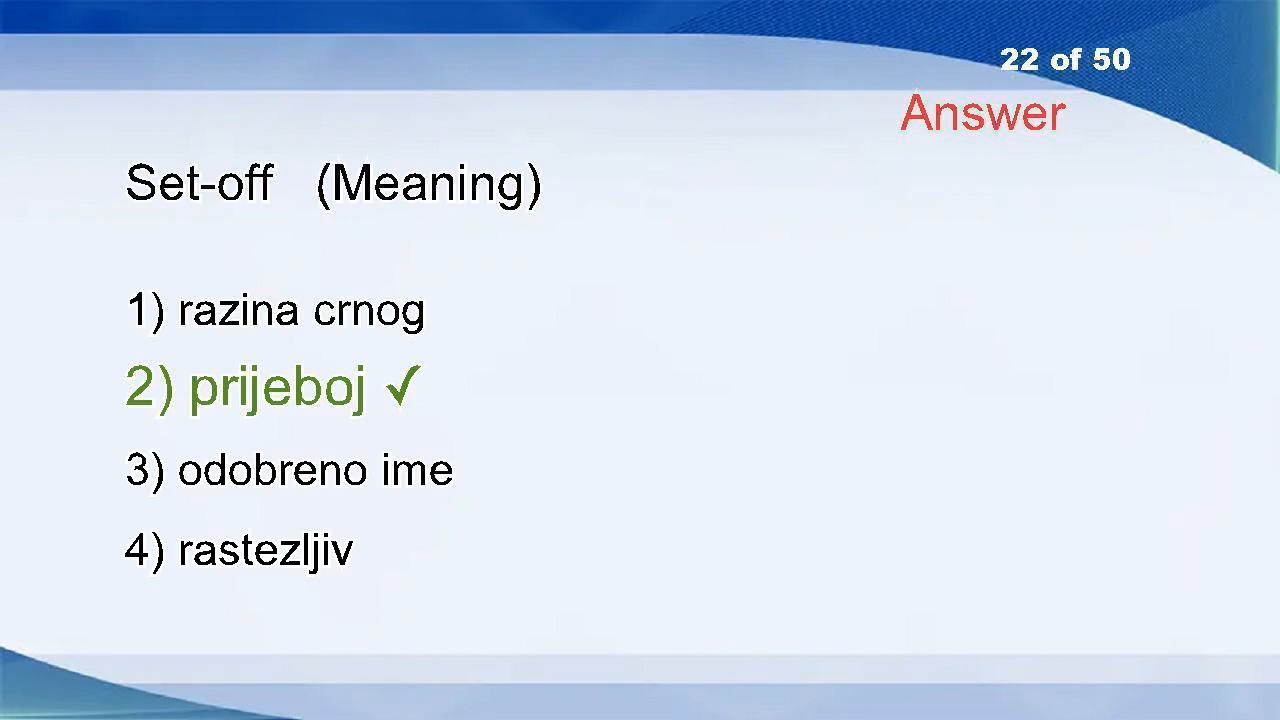 22 of 50
Answer
Set-off (Meaning)
1) razina crnog
2) prijeboj ✓
3) odobreno ime
4) rastezljiv